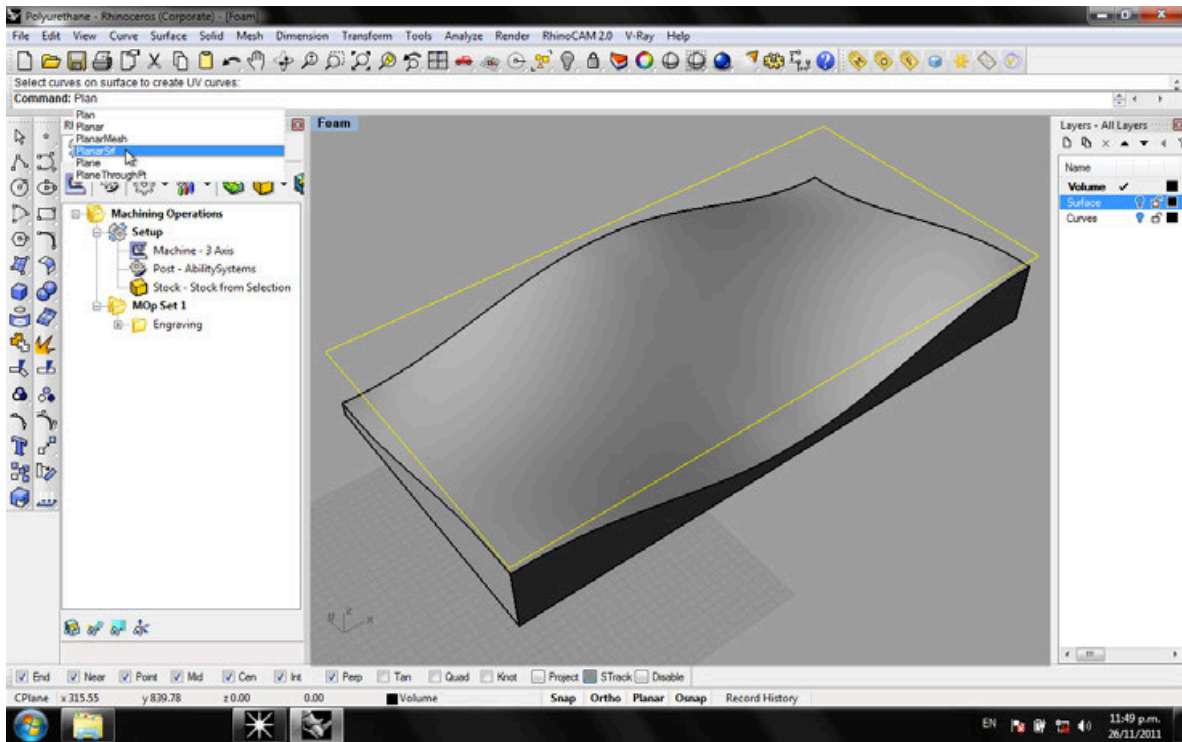 Polyurethane - Rhinoceros (Corporate) - [Foam]
File Edit View Curve Surface Solid Mesh Dimension Transform Tools Analyze Render RhinoCAM 2.0 V-Ray Help
Select curves on surface to create UV curves:
Command: Plan
Plan
Planar
PlanarMesh
PlanarSrf
Plane
PlaneThroughPt
Machining Operations
Setup
Machine - 3 Axis
Post - AbilitySystems
Stock - Stock from Selection
MOp Set 1
Engraving
Foam
y z x
Layers - All Layers
Name
Volume
Surface
Curves
End Near Point Mid Cen Int Perp Tan Quad Knot Project STrack Disable
CPlane x 315.55 y 839.78 z 0.00 0.00 Volume Snap Ortho Planar Osnap Record History
EN 11:49 p.m.
26/11/2011